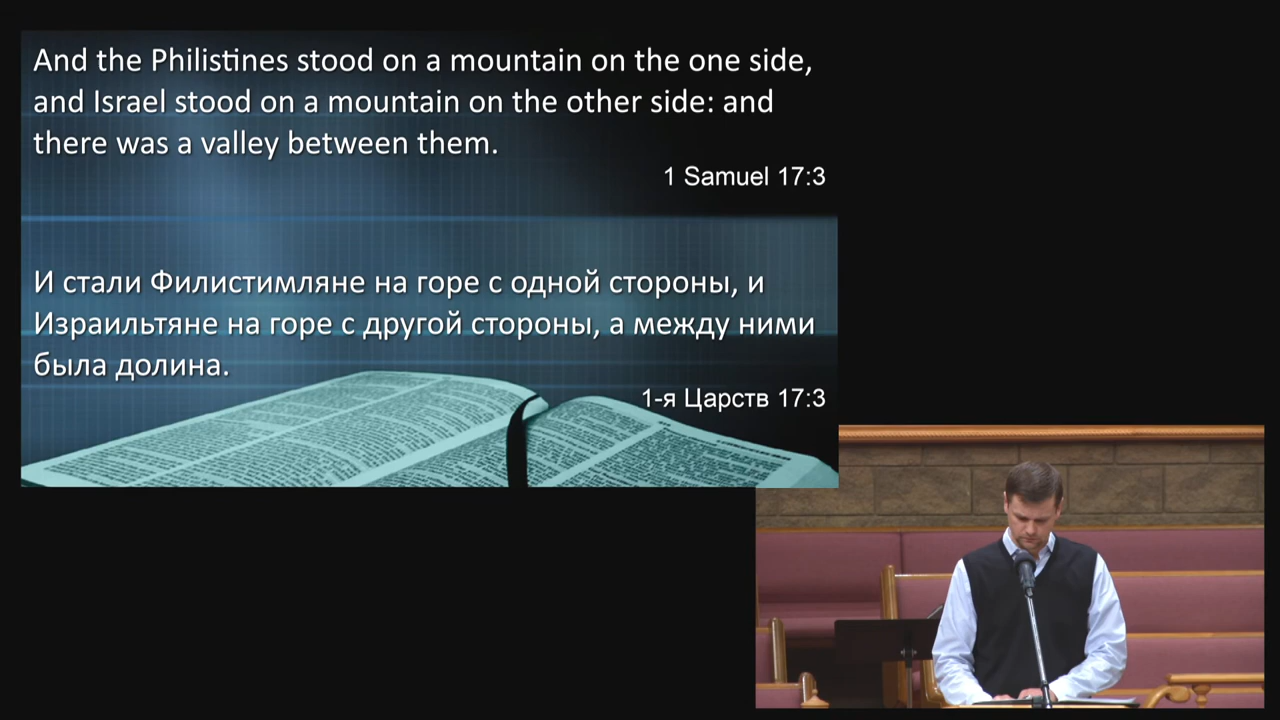 And the Philistines stood on a mountain on the one side,
and Israel stood on a mountain on the other side: and
there was a valley between them.
1 Samuel 17:3
И стали Филистимляне на горе с одной стороны, и
Израильтяне на горе с другой стороны, а между ними
была долина.
1-я Царств 17:3